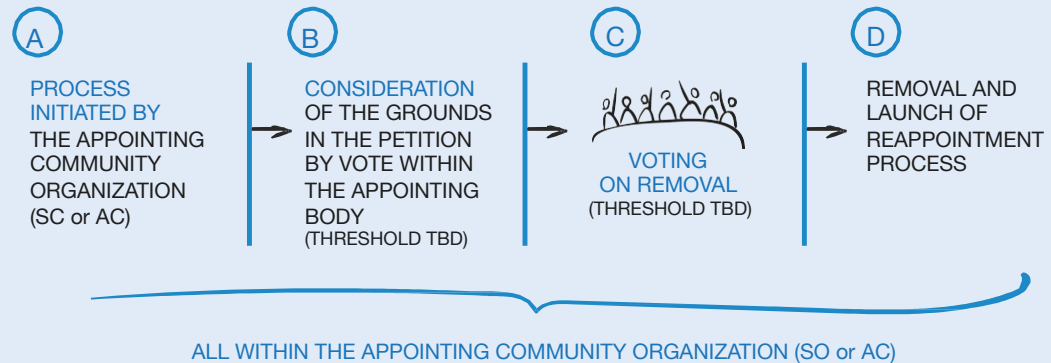 A
PROCESS
INITIATED BY
THE APPOINTING
COMMUNITY
ORGANIZATION
(SC or AC)
B
CONSIDERATION
OF THE GROUNDS
IN THE PETITION
BY VOTE WITHIN
THE APPOINTING
BODY
(THRESHOLD TBD)
C
VOTING
ON REMOVAL
(THRESHOLD TBD)
D
REMOVAL AND
LAUNCH OF
REAPPOINTMENT
PROCESS
ALL WITHIN THE APPOINTING COMMUNITY ORGANIZATION (SO or AC)